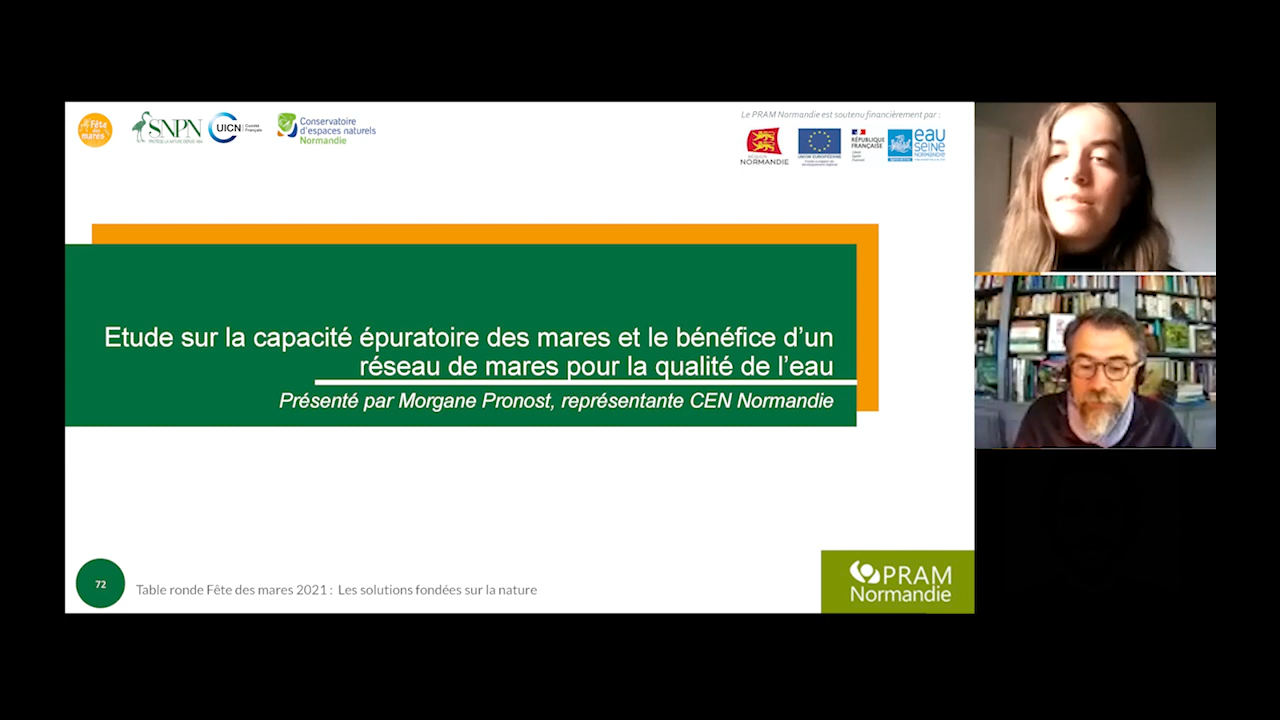 Fête
des
mares
SNPN
UICN
Comité
Français
Conservatoire
d'espaces naturels
Normandie
Le PRAM Normandie est soutenu financièrement par :
RÉGION
NORMANDIE
UNION EUROPÉENNE
RÉPUBLIQUE
FRANÇAISE
eau
SEINE
NORMANDIE
Etude sur la capacité épuratoire des mares et le bénéfice d'un
réseau de mares pour la qualité de l'eau
Présenté par Morgane Pronost, représentante CEN Normandie
72
Table ronde Fête des mares 2021 : Les solutions fondées sur la nature
PRAM
Normandie